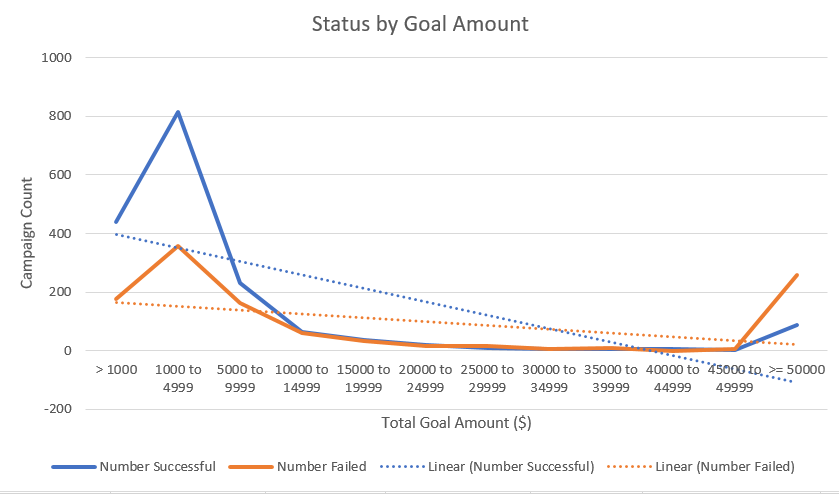 Status by Goal Amount
1000
800
600
400
200
0
-200
Campaign Count
> 1000 1000 to 5000 to 10000 to 15000 to 20000 to 25000 to 30000 to 35000 to 40000 to 45000 to >= 50000
4999 9999 14999 19999 24999 29999 34999 39999 44999 49999
Total Goal Amount ($)
Number Successful Number Failed Linear (Number Successful) Linear (Number Failed)